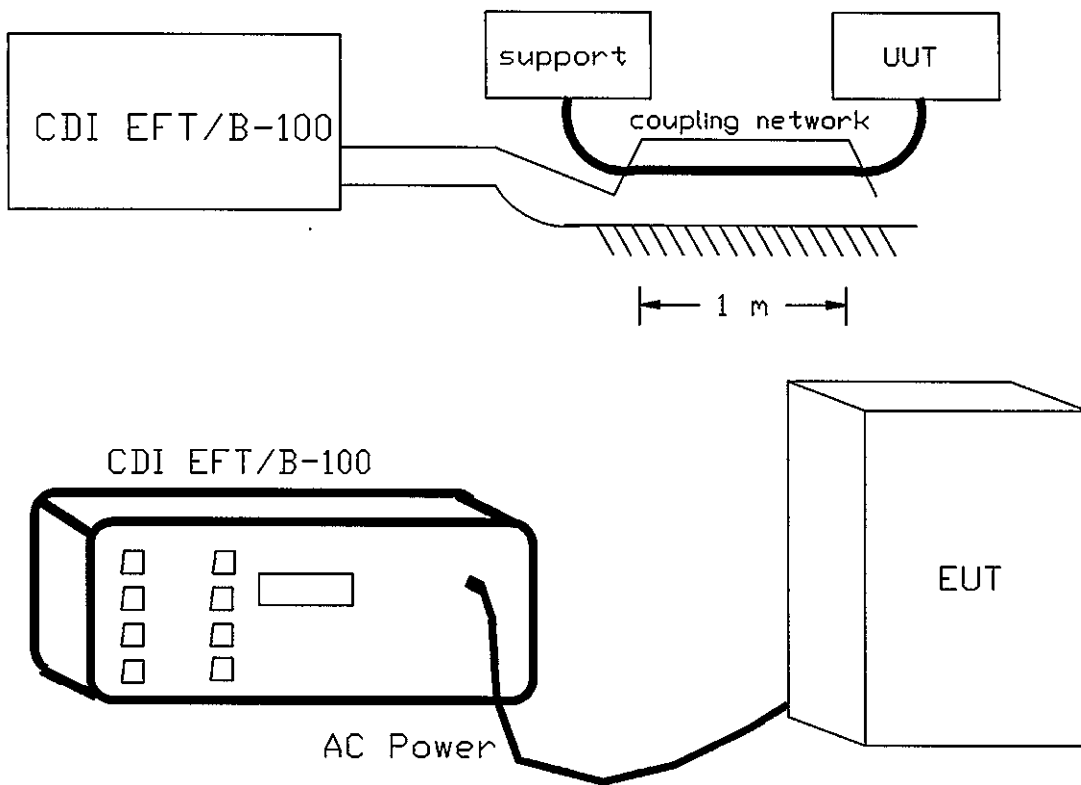 support
UUT
CDI EFT/B-100
coupling network
1 m
CDI EFT/B-100
EUT
AC Power